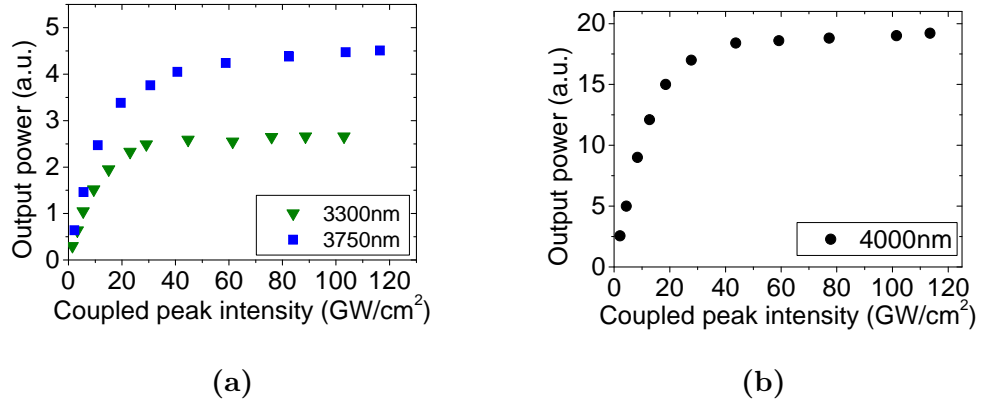 Output power (a.u.)
5
4
3
2
1
0
0 20 40 60 80 100 120
Coupled peak intensity (GW/cm²)
3300nm
3750nm
(a)
Output power (a.u.)
20
15
10
5
0
0 20 40 60 80 100 120
Coupled peak intensity (GW/cm²)
4000nm
(b)